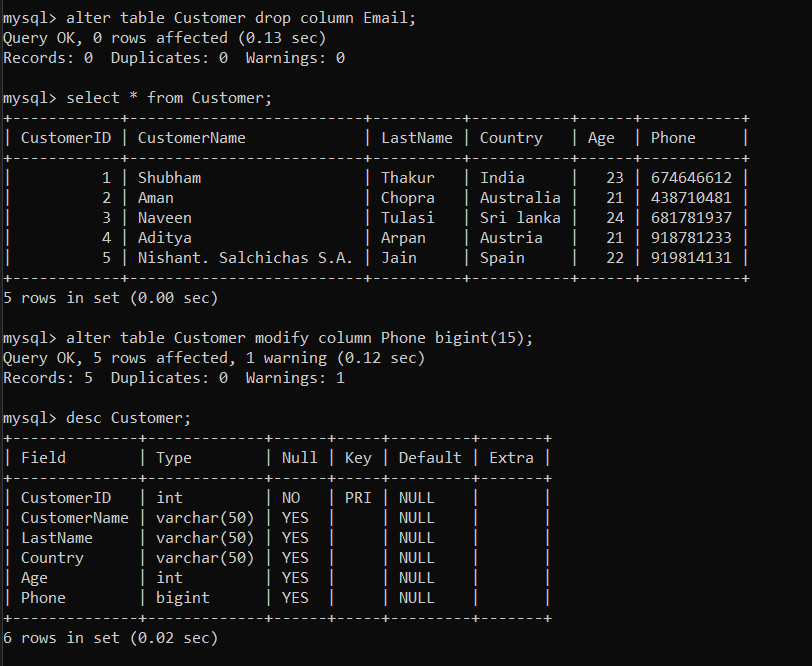 mysql> alter table Customer drop column Email;
Query OK, 0 rows affected (0.13 sec)
Records: 0  Duplicates: 0  Warnings: 0

mysql> select * from Customer;
+------------+--------------------------+----------+-----------+------+-----------+
| CustomerID | CustomerName             | LastName | Country   | Age  | Phone     |
+------------+--------------------------+----------+-----------+------+-----------+
|          1 | Shubham                  | Thakur   | India     |   23 | 674646612 |
|          2 | Aman                     | Chopra   | Australia |   21 | 438710481 |
|          3 | Naveen                   | Tulasi   | Sri lanka |   24 | 681781937 |
|          4 | Aditya                   | Arpan    | Austria   |   21 | 918781233 |
|          5 | Nishant. Salchichas S.A. | Jain     | Spain     |   22 | 919814131 |
+------------+--------------------------+----------+-----------+------+-----------+
5 rows in set (0.00 sec)

mysql> alter table Customer modify column Phone bigint(15);
Query OK, 5 rows affected, 1 warning (0.12 sec)
Records: 5  Duplicates: 0  Warnings: 1

mysql> desc Customer;
+--------------+-------------+------+-----+---------+-------+
| Field        | Type        | Null | Key | Default | Extra |
+--------------+-------------+------+-----+---------+-------+
| CustomerID   | int         | NO   | PRI | NULL    |       |
| CustomerName | varchar(50) | YES  |     | NULL    |       |
| LastName     | varchar(50) | YES  |     | NULL    |       |
| Country      | varchar(50) | YES  |     | NULL    |       |
| Age          | int         | YES  |     | NULL    |       |
| Phone        | bigint      | YES  |     | NULL    |       |
+--------------+-------------+------+-----+---------+-------+
6 rows in set (0.02 sec)